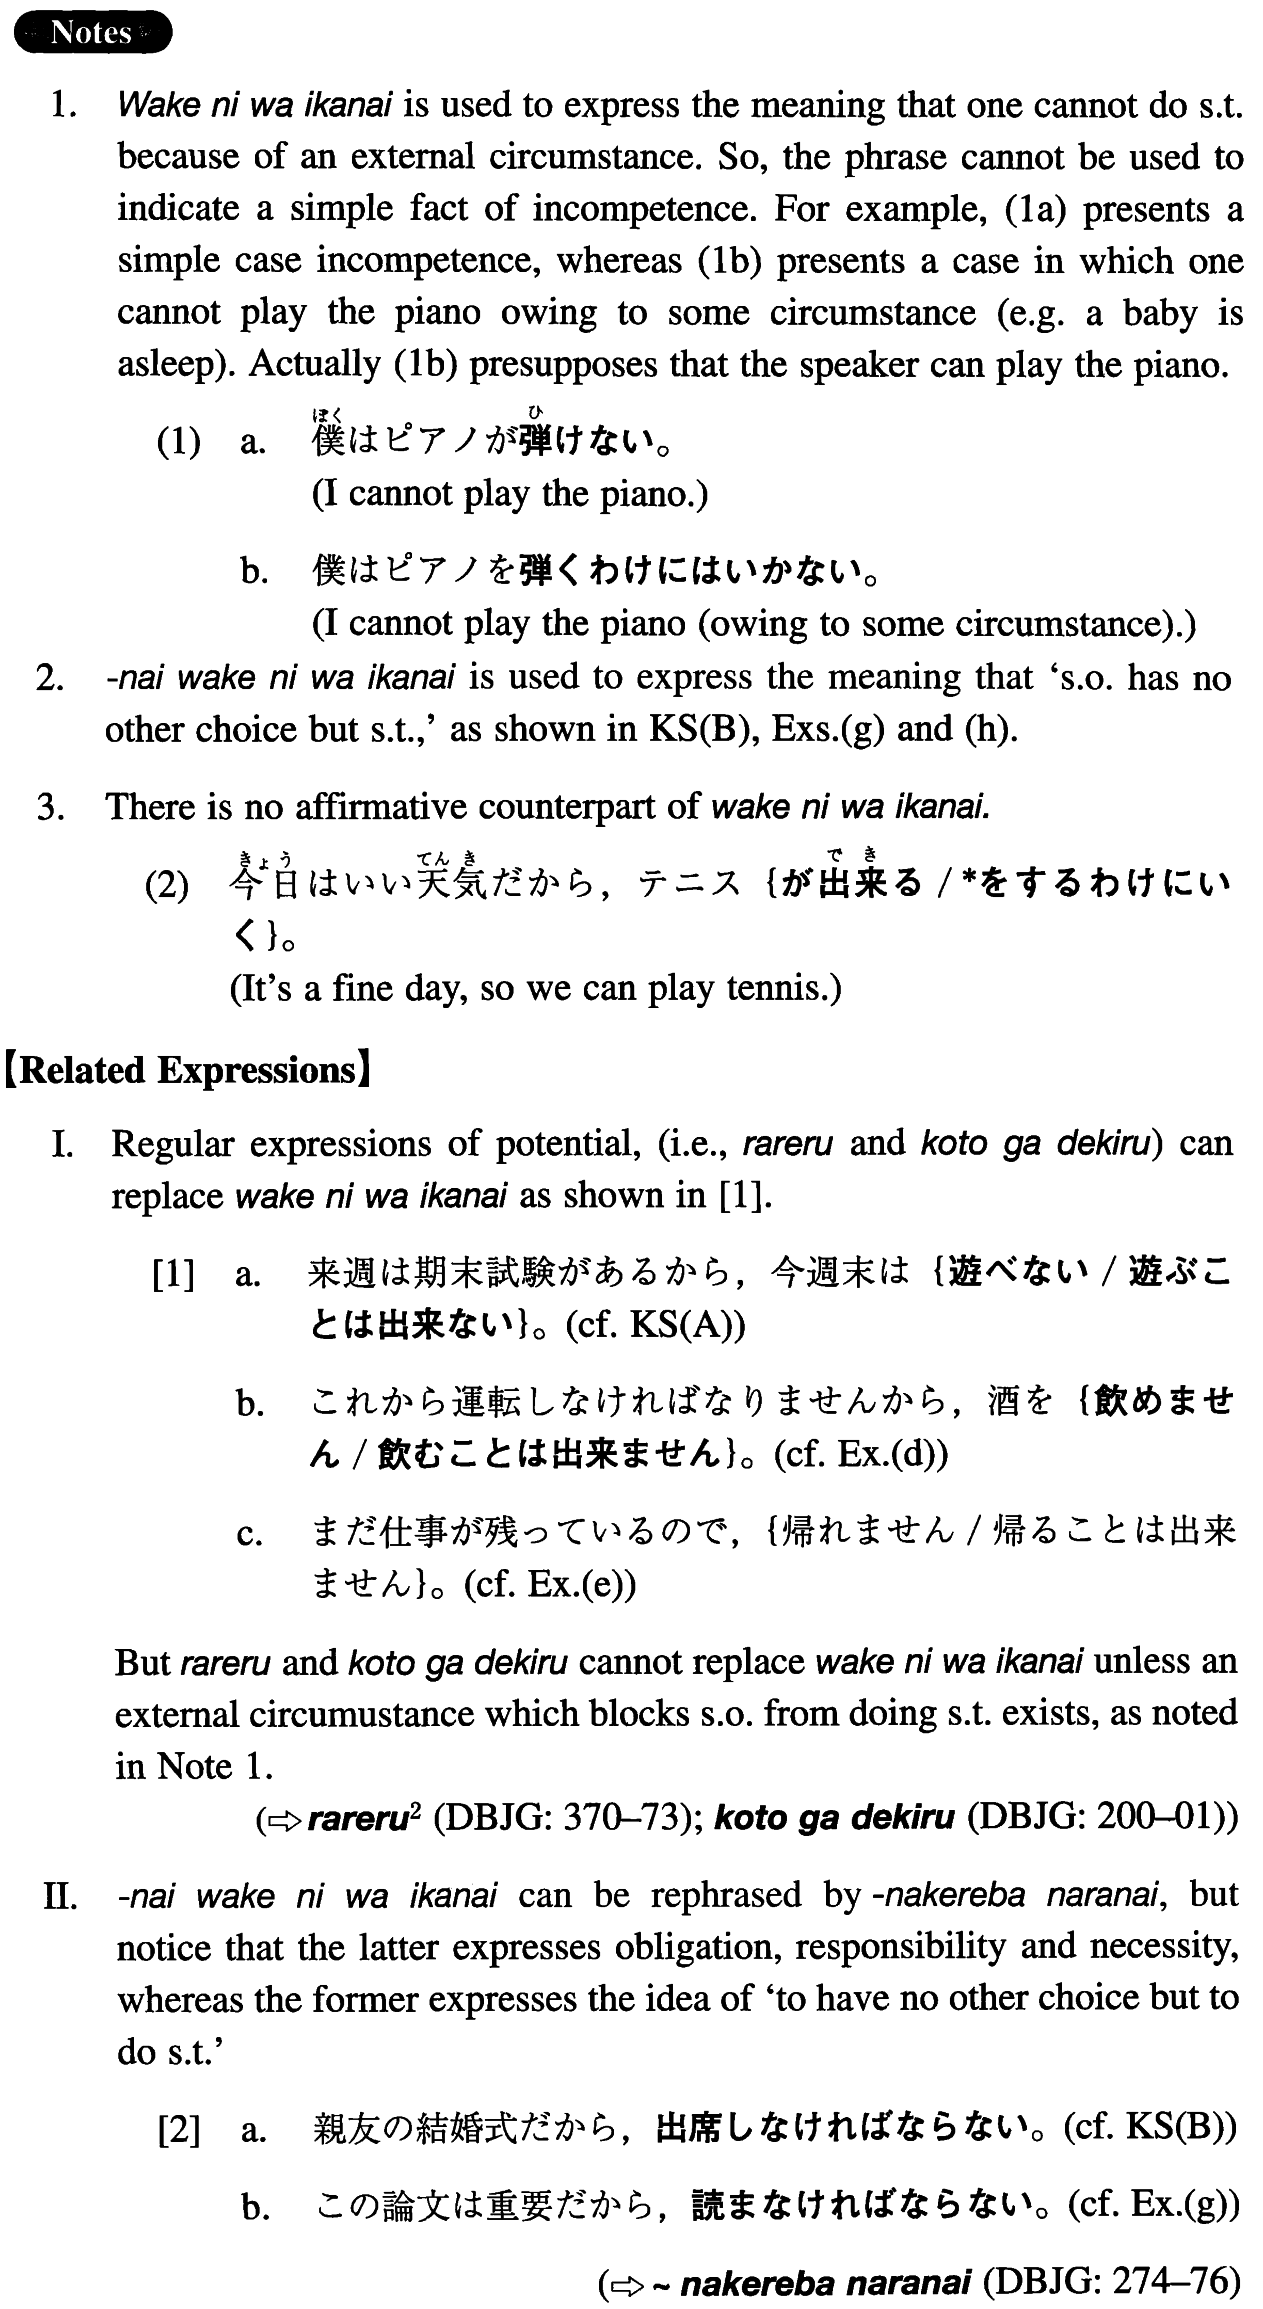 Notes
1. Wake ni wa ikanai is used to express the meaning that one cannot do s.t.
because of an external circumstance. So, the phrase cannot be used to
indicate a simple fact of incompetence. For example, (1a) presents a
simple case incompetence, whereas (1b) presents a case in which one
cannot play the piano owing to some circumstance (e.g. a baby is
asleep). Actually (1b) presupposes that the speaker can play the piano.
ぼく ひ
(1) a. 僕はピアノが弾けない。
(I cannot play the piano.)
b. 僕はピアノを弾くわけにはいかない。
(I cannot play the piano (owing to some circumstance).)
2. -nai wake ni wa ikanai is used to express the meaning that ‘s.o. has no
other choice but s.t.,’ as shown in KS(B), Exs.(g) and (h).
3. There is no affirmative counterpart of wake ni wa ikanai.
きょう てんき でき
(2) 今日はいい天気だから，テニス {が出来る / *をするわけにい
く}。
(It’s a fine day, so we can play tennis.)
【Related Expressions】
I. Regular expressions of potential, (i.e., rareru and koto ga dekiru) can
replace wake ni wa ikanai as shown in [1].
[1] a. 来週は期末試験があるから，今週末は {遊べない / 遊ぶこ
とは出来ない}。(cf. KS(A))
b. これから運転しなければなりませんから，酒を {飲めませ
ん / 飲むことは出来ません}。(cf. Ex.(d))
c. まだ仕事が残っているので，{帰れません / 帰ることは出来
ません}。(cf. Ex.(e))
But rareru and koto ga dekiru cannot replace wake ni wa ikanai unless an
external circumustance which blocks s.o. from doing s.t. exists, as noted
in Note 1.
(⇨rareru² (DBJG: 370–73); koto ga dekiru (DBJG: 200–01))
II. -nai wake ni wa ikanai can be rephrased by -nakereba naranai, but
notice that the latter expresses obligation, responsibility and necessity,
whereas the former expresses the idea of ‘to have no other choice but to
do s.t.’
[2] a. 親友の結婚式だから，出席しなければならない。(cf. KS(B))
b. この論文は重要だから，読まなければならない。(cf. Ex.(g))
(⇨ ~ nakereba naranai (DBJG: 274–76)